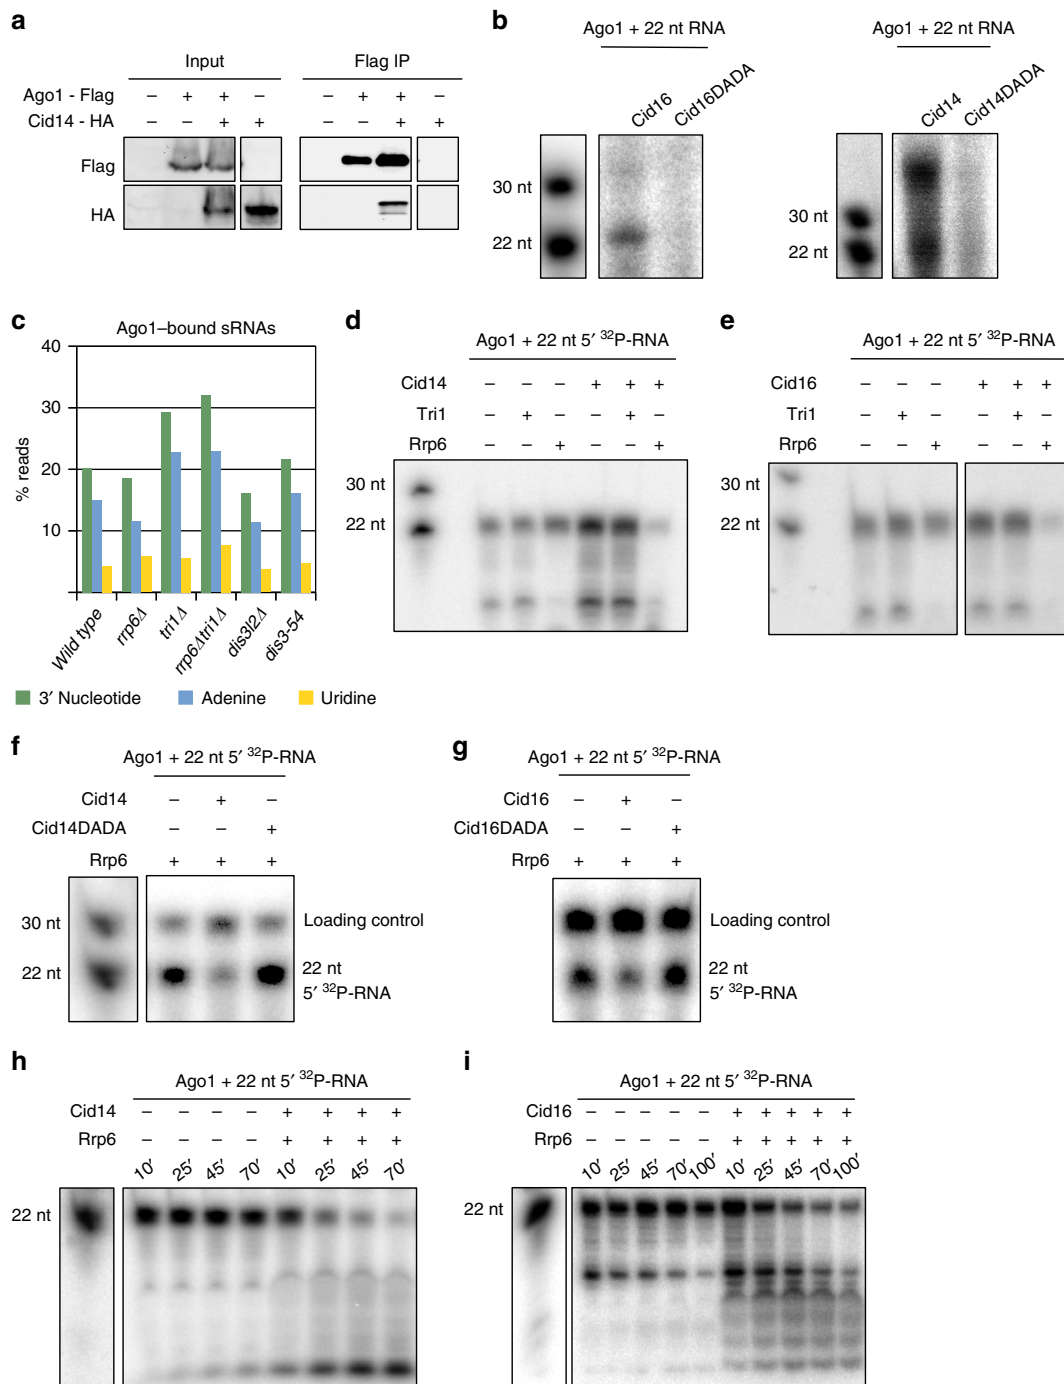 a
Input Flag IP
Ago1 - Flag – + + – – + + –
Cid14 - HA – – + + – – + +
Flag
HA
b
Ago1 + 22 nt RNA Ago1 + 22 nt RNA
Cid16 Cid16DADA Cid14 Cid14DADA
30 nt
22 nt
30 nt
22 nt
c
Ago1–bound sRNAs
% reads
40
30
20
10
Wild type rrp6Δ tri1Δ rrp6Δtri1Δ dis3l2Δ dis3-54
3′ Nucleotide Adenine Uridine
d
Ago1 + 22 nt 5′ 32P-RNA
Cid14 – – – + + +
Tri1 – + – – + –
Rrp6 – – + – – +
30 nt
22 nt
e
Ago1 + 22 nt 5′ 32P-RNA
Cid16 – – – + + +
Tri1 – + – – + –
Rrp6 – – + – – +
30 nt
22 nt
f
Ago1 + 22 nt 5′ 32P-RNA
Cid14 – + –
Cid14DADA – – +
Rrp6 + + +
30 nt Loading control
22 nt 22 nt
5′ 32P-RNA
g
Ago1 + 22 nt 5′ 32P-RNA
Cid16 – + –
Cid16DADA – – +
Rrp6 + + +
Loading control
22 nt
5′ 32P-RNA
h
Ago1 + 22 nt 5′ 32P-RNA
Cid14 – – – – + + + +
Rrp6 – – – – + + + +
10′ 25′ 45′ 70′ 10′ 25′ 45′ 70′
22 nt
i
Ago1 + 22 nt 5′ 32P-RNA
Cid16 – – – – – + + + + +
Rrp6 – – – – – + + + + +
10′ 25′ 45′ 70′ 100′ 10′ 25′ 45′ 70′ 100′
22 nt